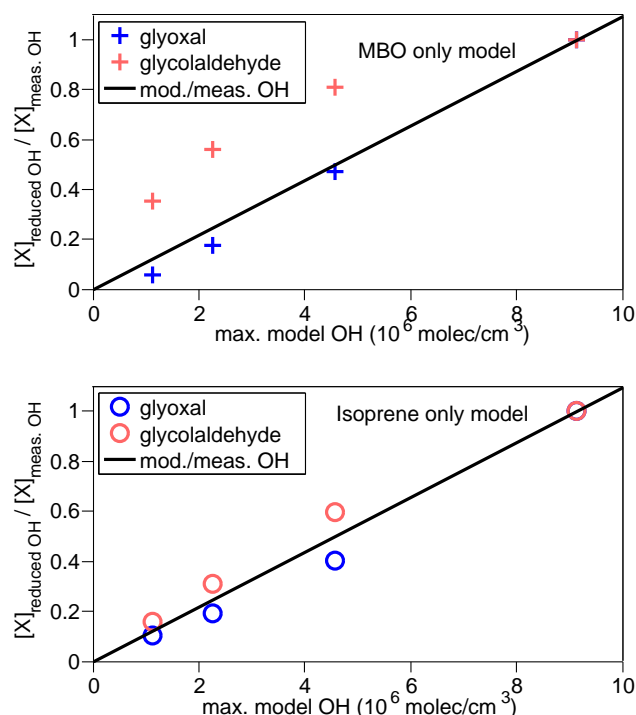 [X]reduced OH / [X]meas. OH
1
0.8
0.6
0.4
0.2
0
glyoxal
glycolaldehyde
mod./meas. OH
MBO only model
0 2 4 6 8 10
max. model OH (10^6 molec/cm^3)
[X]reduced OH / [X]meas. OH
1
0.8
0.6
0.4
0.2
0
glyoxal
glycolaldehyde
mod./meas. OH
Isoprene only model
0 2 4 6 8 10
max. model OH (10^6 molec/cm^3)